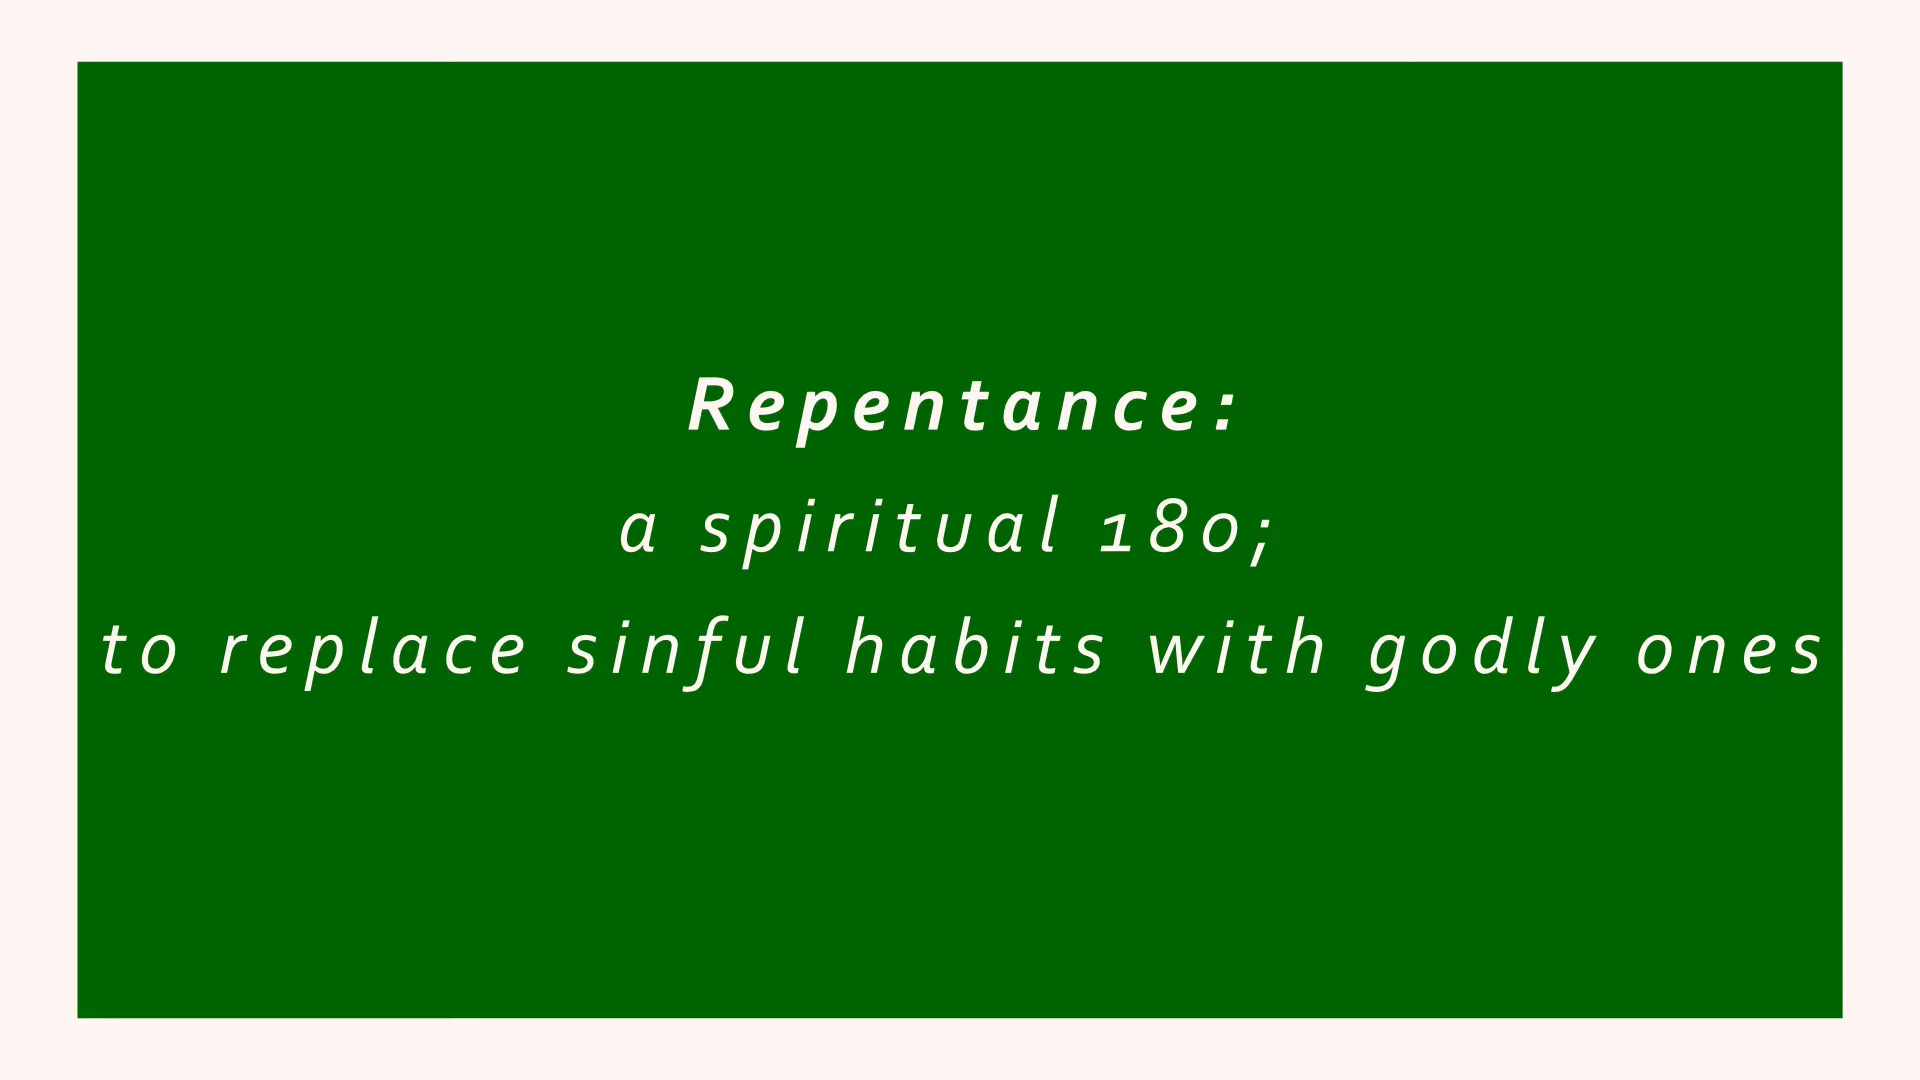 Repentance:
a spiritual 180;
to replace sinful habits with godly ones